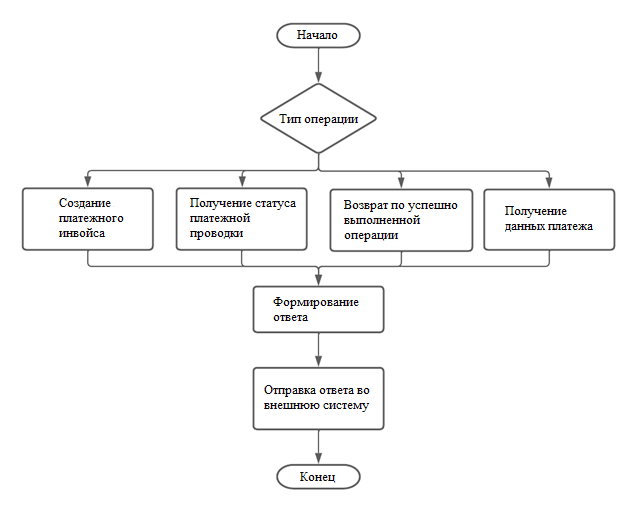 Начало
Тип операции
Создание
платежного
инвойса
Получение статуса
платежной
проводки
Возврат по успешно
выполненной
операции
Получение
данных платежа
Формирование
ответа
Отправка ответа во
внешнюю систему
Конец